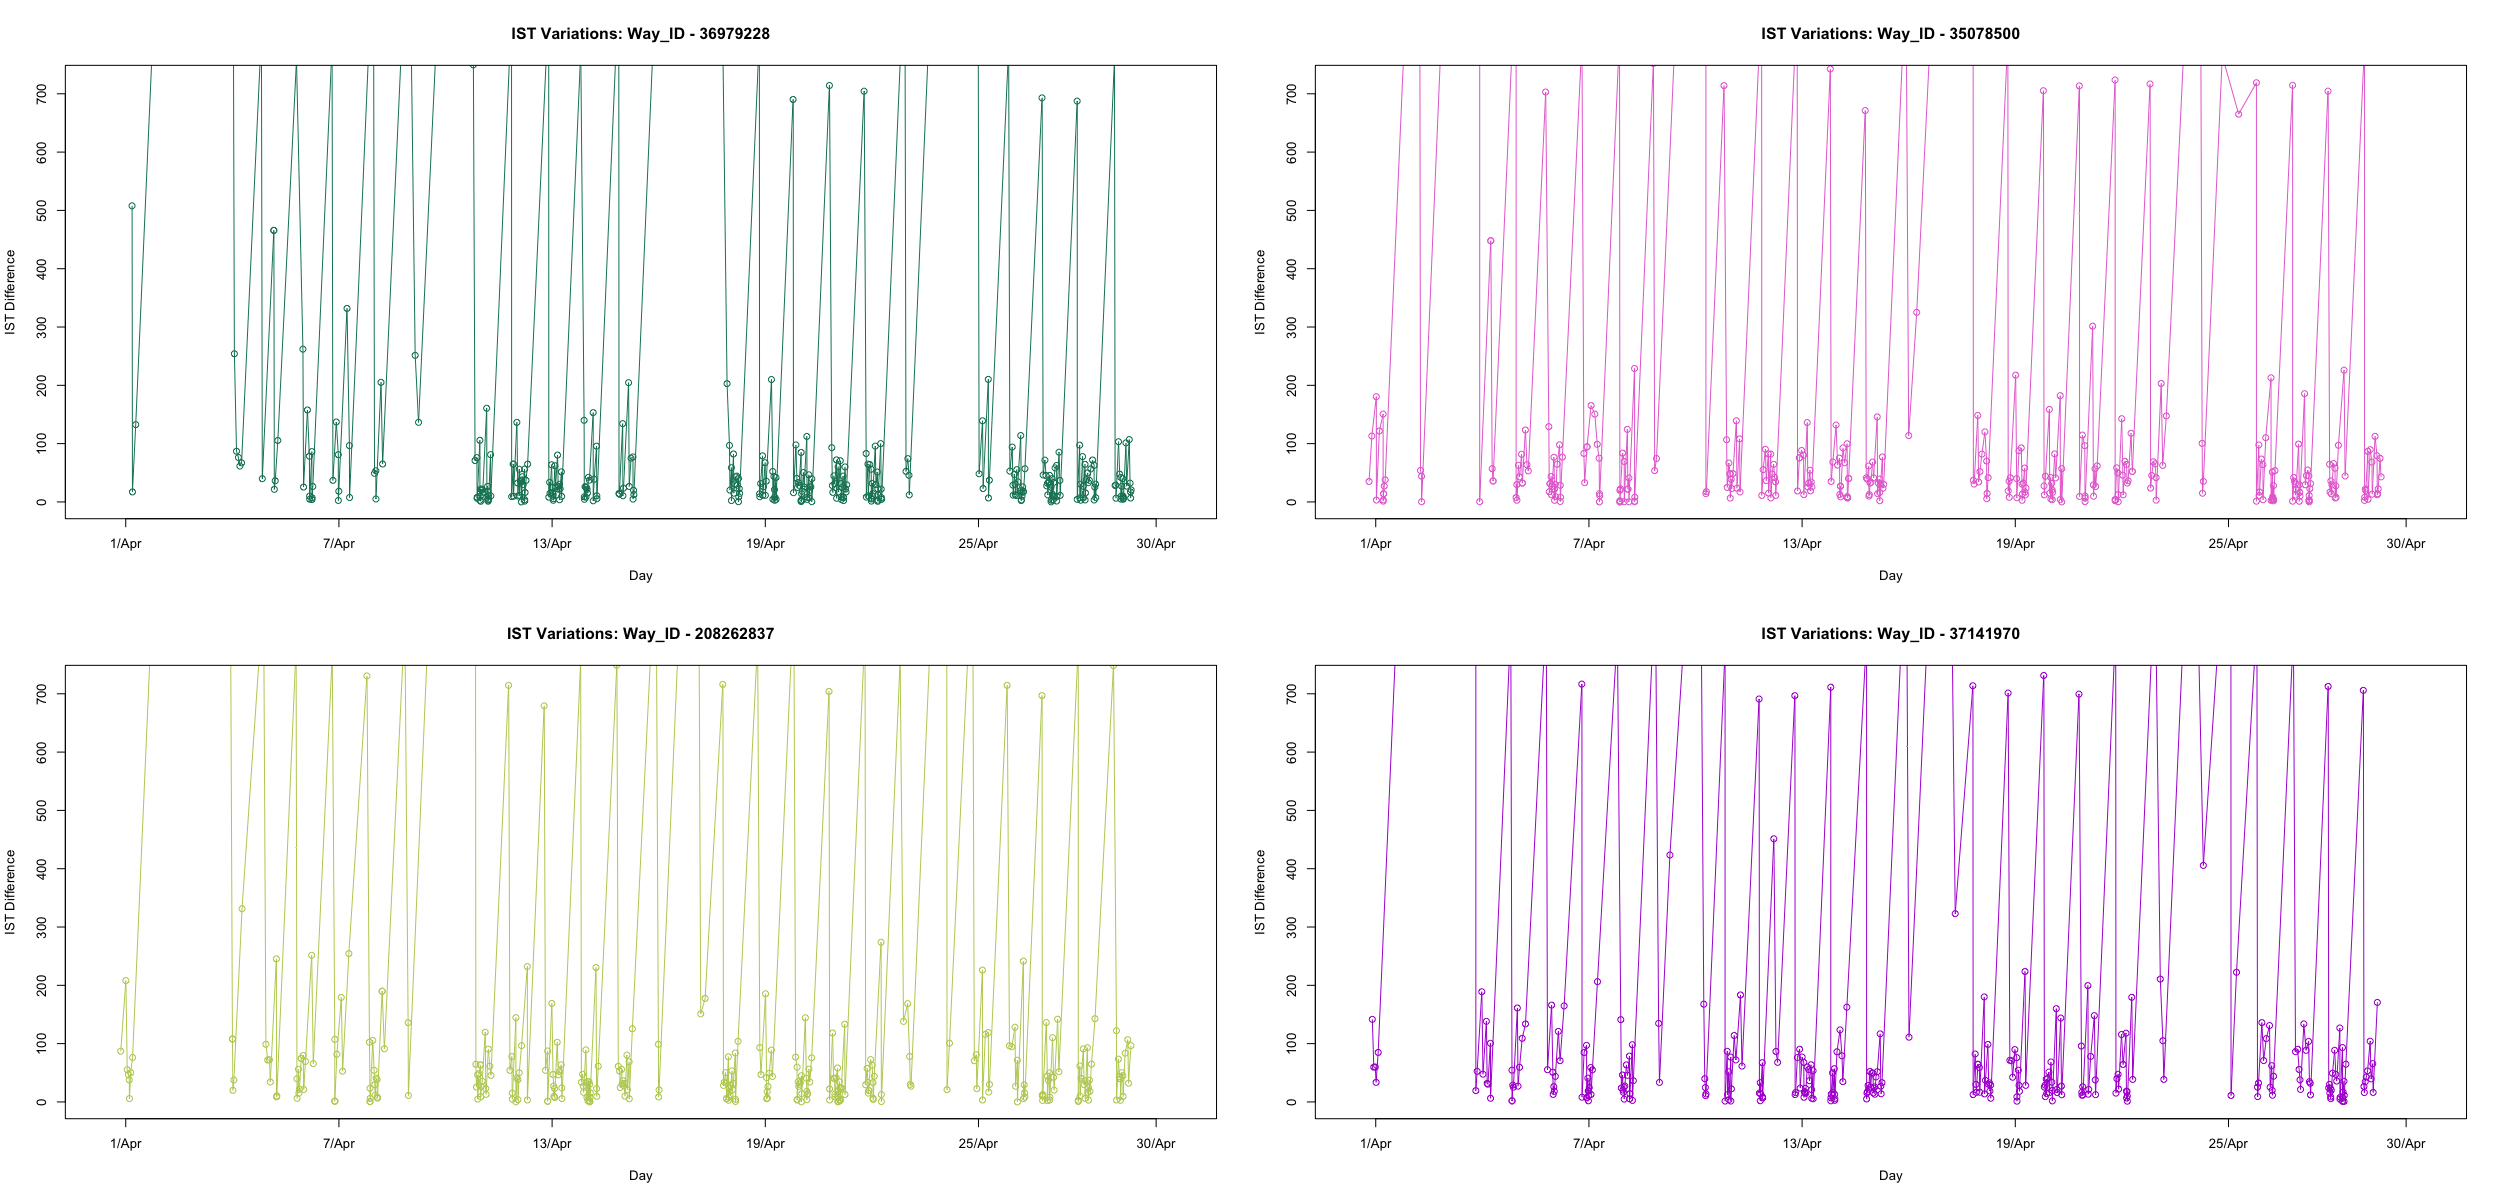 IST Variations: Way_ID - 36979228
IST Difference
700
600
500
400
300
200
100
0
1/Apr 7/Apr 13/Apr 19/Apr 25/Apr 30/Apr
Day
IST Variations: Way_ID - 35078500
IST Difference
700
600
500
400
300
200
100
0
1/Apr 7/Apr 13/Apr 19/Apr 25/Apr 30/Apr
Day
IST Variations: Way_ID - 208262837
IST Difference
700
600
500
400
300
200
100
0
1/Apr 7/Apr 13/Apr 19/Apr 25/Apr 30/Apr
Day
IST Variations: Way_ID - 37141970
IST Difference
700
600
500
400
300
200
100
0
1/Apr 7/Apr 13/Apr 19/Apr 25/Apr 30/Apr
Day